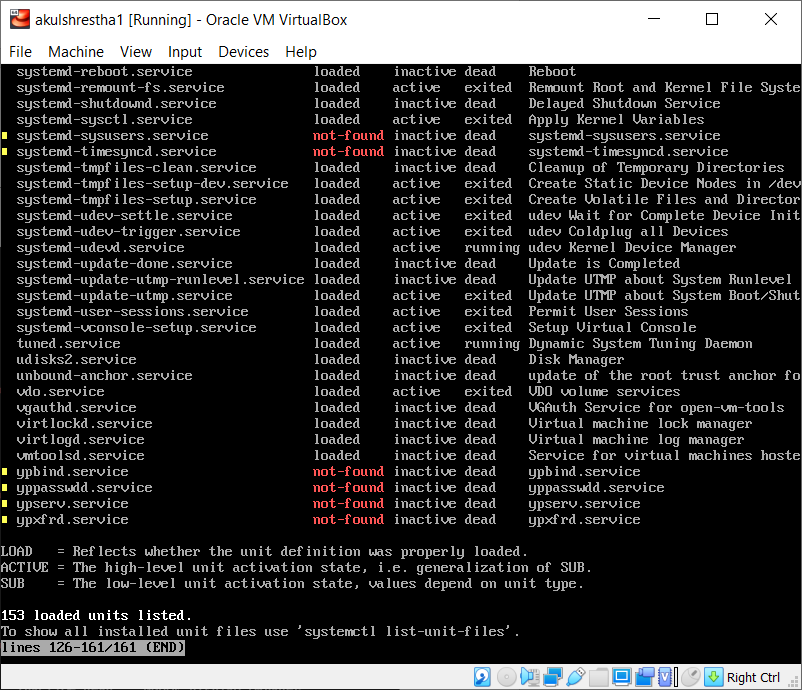 akulshrestha1 [Running] - Oracle VM VirtualBox
File Machine View Input Devices Help
systemd-reboot.service loaded inactive dead Reboot
systemd-remount-fs.service loaded active exited Remount Root and Kernel File Syste
systemd-shutdownd.service loaded inactive dead Delayed Shutdown Service
systemd-sysctl.service loaded active exited Apply Kernel Variables
systemd-sysusers.service not-found inactive dead systemd-sysusers.service
systemd-timesyncd.service not-found inactive dead systemd-timesyncd.service
systemd-tmpfiles-clean.service loaded inactive dead Cleanup of Temporary Directories
systemd-tmpfiles-setup-dev.service loaded active exited Create Static Device Nodes in /dev
systemd-tmpfiles-setup.service loaded active exited Create Volatile Files and Director
systemd-udev-settle.service loaded active exited udev Wait for Complete Device Init
systemd-udev-trigger.service loaded active exited udev Coldplug all Devices
systemd-udevd.service loaded active running udev Kernel Device Manager
systemd-update-done.service loaded inactive dead Update is Completed
systemd-update-utmp-runlevel.service loaded inactive dead Update UTMP about System Runlevel
systemd-update-utmp.service loaded active exited Update UTMP about System Boot/Shut
systemd-user-sessions.service loaded active exited Permit User Sessions
systemd-vconsole-setup.service loaded active exited Setup Virtual Console
tuned.service loaded active running Dynamic System Tuning Daemon
udisks2.service loaded inactive dead Disk Manager
unbound-anchor.service loaded inactive dead update of the root trust anchor fo
vdo.service loaded active exited VDO volume services
vgauthd.service loaded inactive dead VGAuth Service for open-vm-tools
virtlockd.service loaded inactive dead Virtual machine lock manager
virtlogd.service loaded inactive dead Virtual machine log manager
vmtoolsd.service loaded inactive dead Service for virtual machines hoste
ypbind.service not-found inactive dead ypbind.service
yppasswdd.service not-found inactive dead yppasswdd.service
ypserv.service not-found inactive dead ypserv.service
ypxfrd.service not-found inactive dead ypxfrd.service
LOAD = Reflects whether the unit definition was properly loaded.
ACTIVE = The high-level unit activation state, i.e. generalization of SUB.
SUB = The low-level unit activation state, values depend on unit type.
153 loaded units listed.
To show all installed unit files use 'systemctl list-unit-files'.
lines 126-161/161 (END)
Right Ctrl